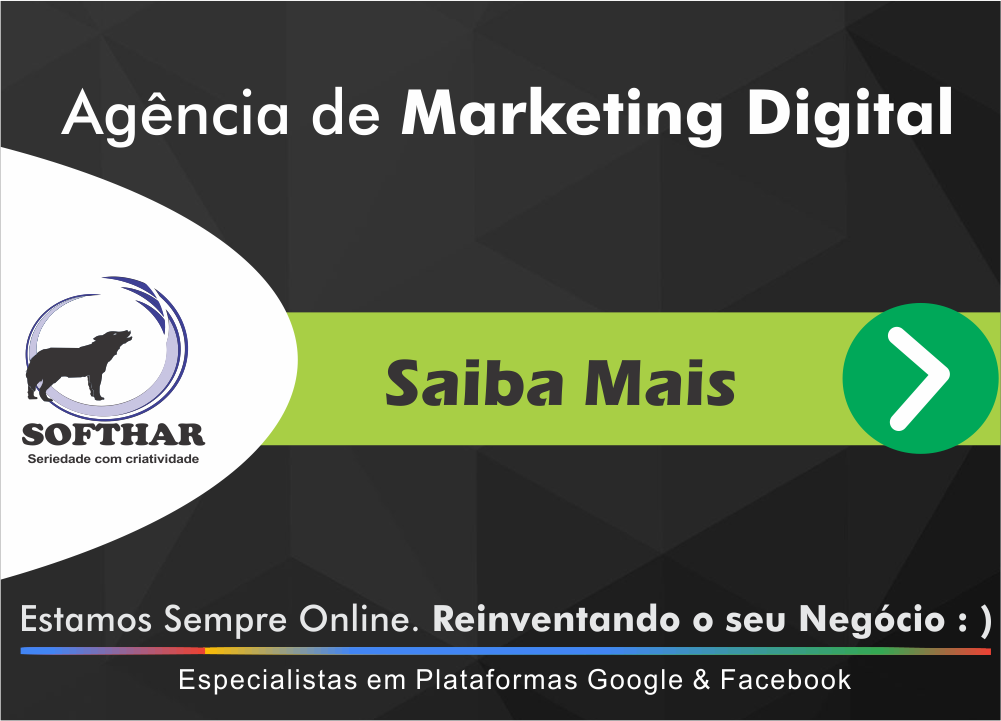 Agência de Marketing Digital
Saiba Mais
SOFTHAR
Seriedade com criatividade
Estamos Sempre Online. Reinventando o seu Negócio : )
Especialistas em Plataformas Google & Facebook